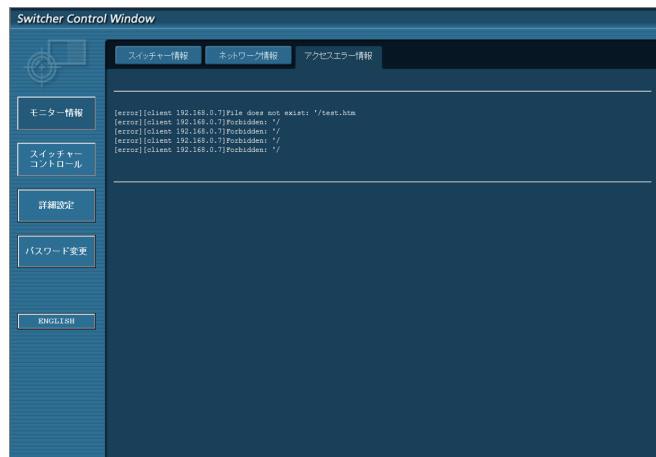 Switcher Control Window
スイッチャー情報
ネットワーク情報
アクセスエラー情報
モニター情報
スイッチャー
コントロール
詳細設定
パスワード変更
ENGLISH
[error][client 192.168.0.7]File does not exist: '/test.htm
[error][client 192.168.0.7]Forbidden: '/
[error][client 192.168.0.7]Forbidden: '/
[error][client 192.168.0.7]Forbidden: '/
[error][client 192.168.0.7]Forbidden: '/